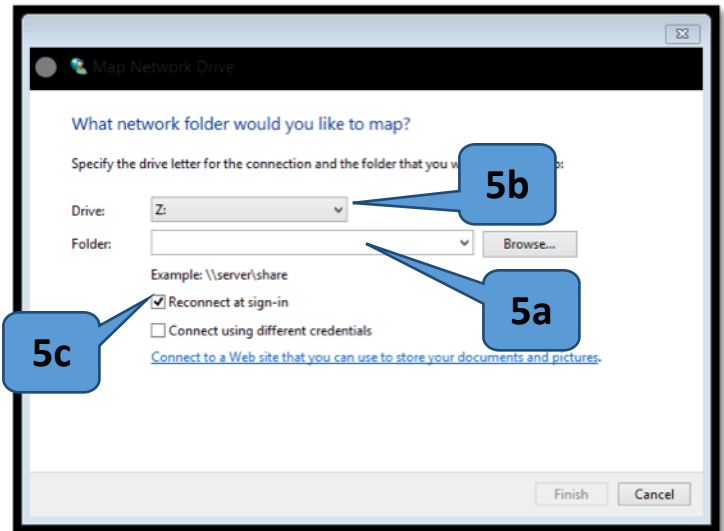 Map Network Drive
What network folder would you like to map?
Specify the drive letter for the connection and the folder that you
5b
Drive:
Z:
Folder:
Browse...
Example: \\server\share
Reconnect at sign-in
5a
Connect using different credentials
5c
Connect to a Web site that you can use to store your documents and pictures.
Finish
Cancel